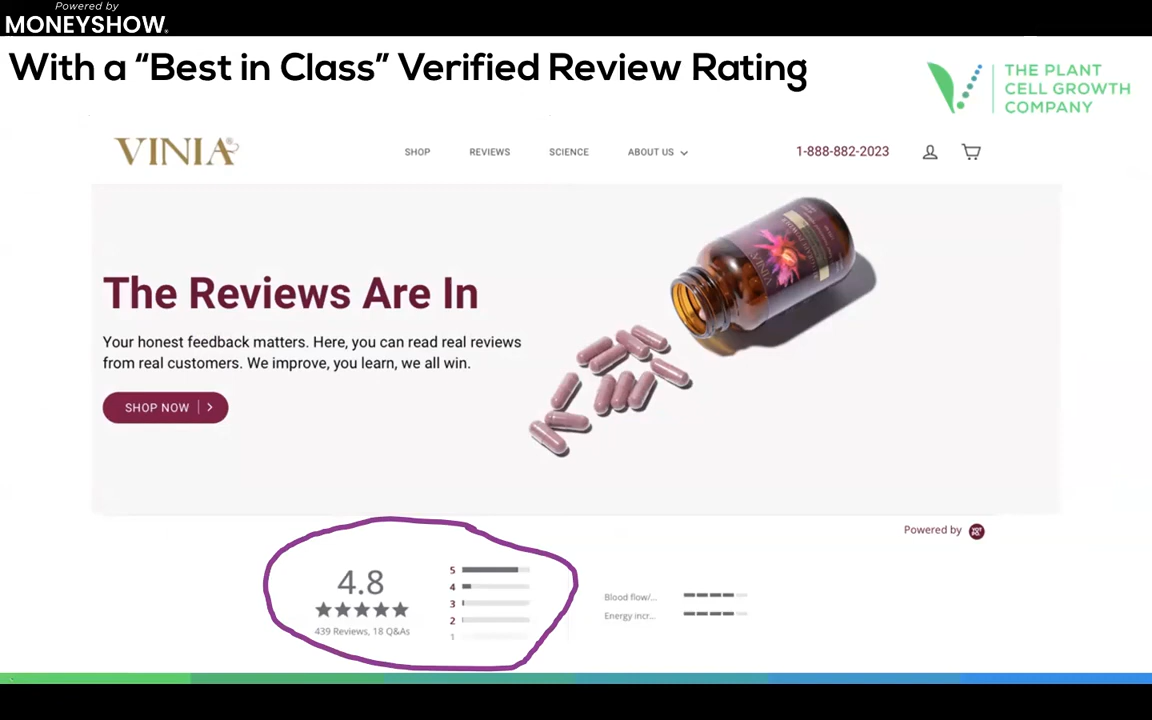 Powered by
MONEYSHOW.
With a “Best in Class” Verified Review Rating
THE PLANT
CELL GROWTH
COMPANY
VINIA®
SHOP REVIEWS SCIENCE ABOUT US 1-888-882-2023
VINIA
The Reviews Are In
Your honest feedback matters. Here, you can read real reviews
from real customers. We improve, you learn, we all win.
SHOP NOW
Powered by YOTPO.
4.8
439 Reviews, 18 Q&As
5
4
3
2
1
Blood flow/...
Energy incr...